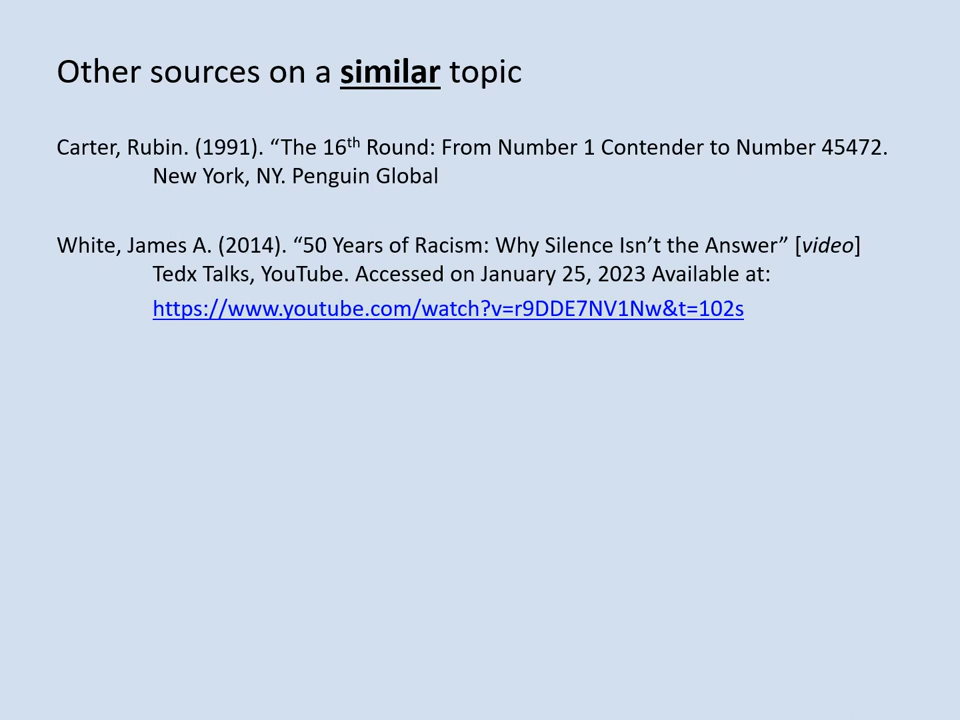 Other sources on a similar topic
Carter, Rubin. (1991). “The 16th Round: From Number 1 Contender to Number 45472.
New York, NY. Penguin Global
White, James A. (2014). “50 Years of Racism: Why Silence Isn’t the Answer” [video]
Tedx Talks, YouTube. Accessed on January 25, 2023 Available at:
https://www.youtube.com/watch?v=r9DDE7NV1Nw&t=102s